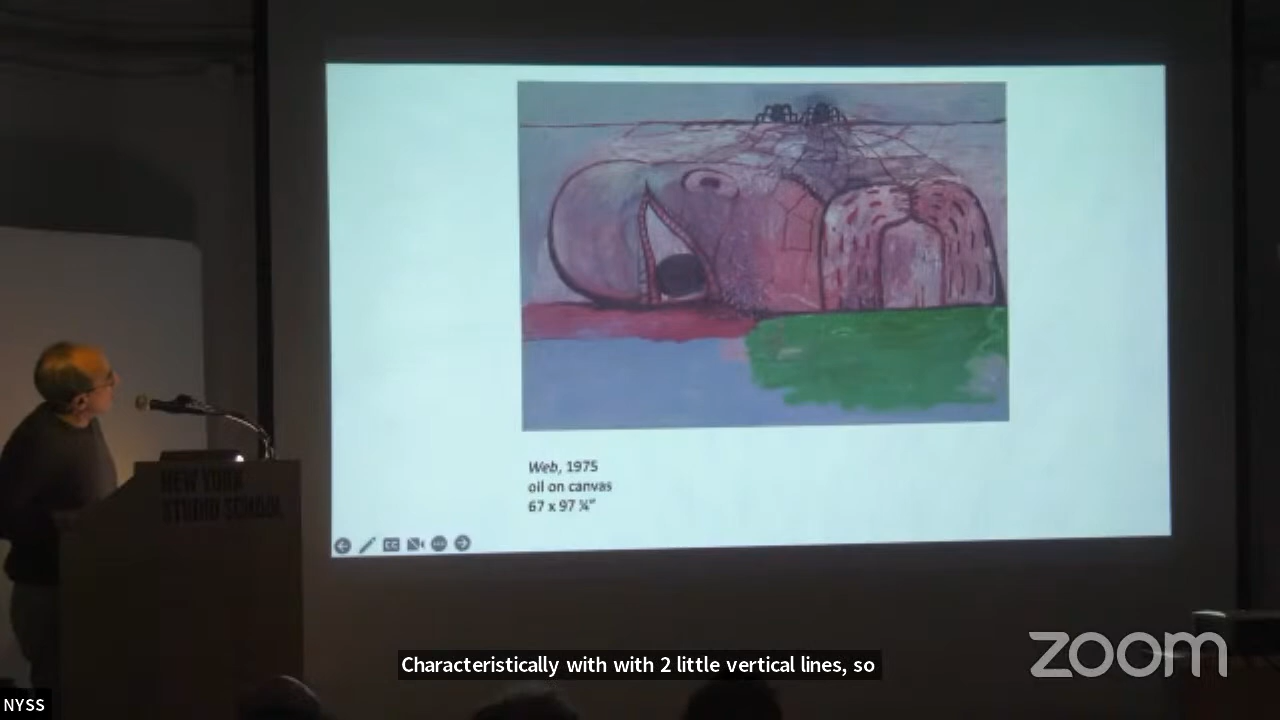 Web, 1975
oil on canvas
67 x 97 ¼"
NEW YORK
STUDIO SCHOOL
CC
Characteristically with with 2 little vertical lines, so
zoom
NYSS